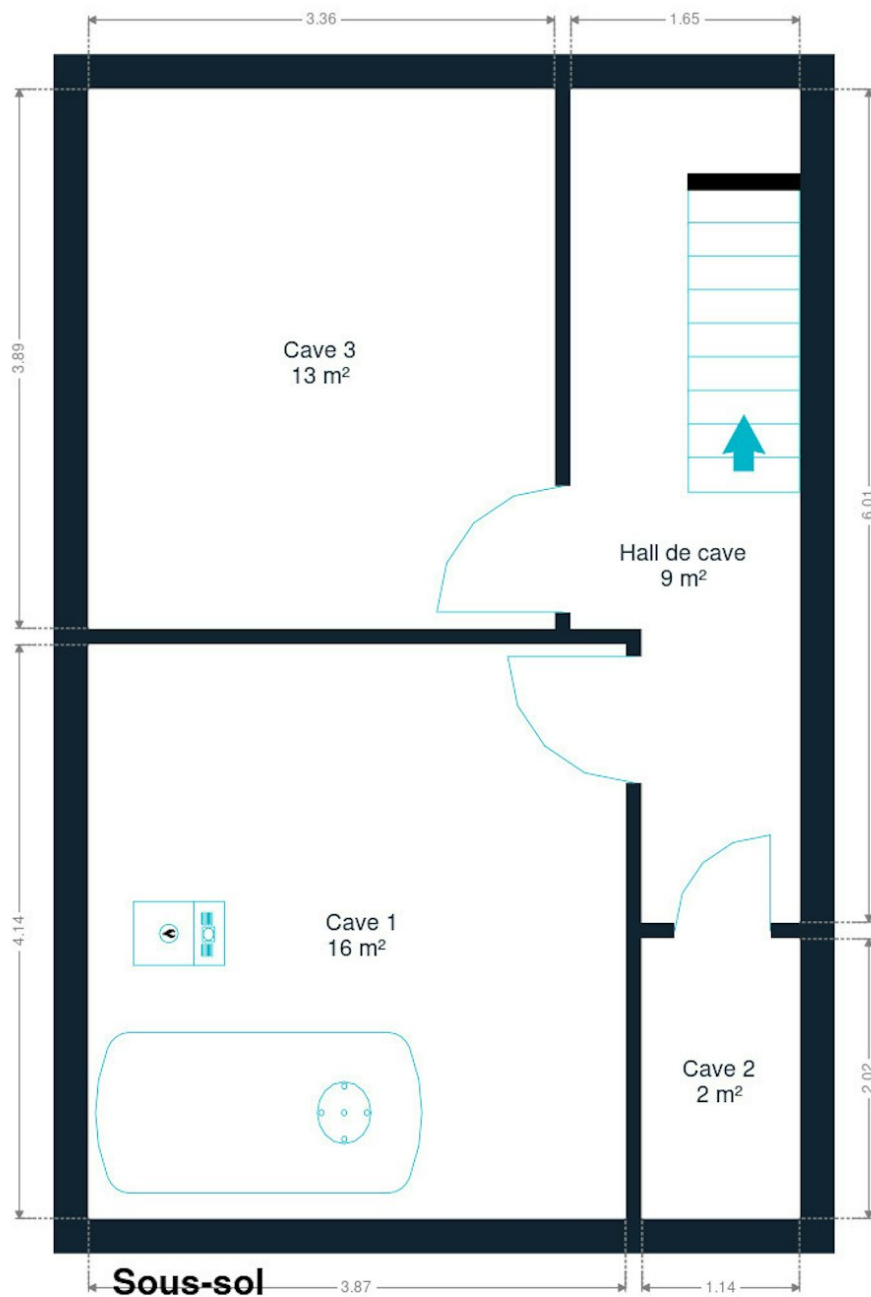 3.36
1.65
3.89
Cave 3
13 m²
6.01
Hall de cave
9 m²
4.14
Cave 1
16 m²
Cave 2
2 m²
2.02
Sous-sol
3.87
1.14